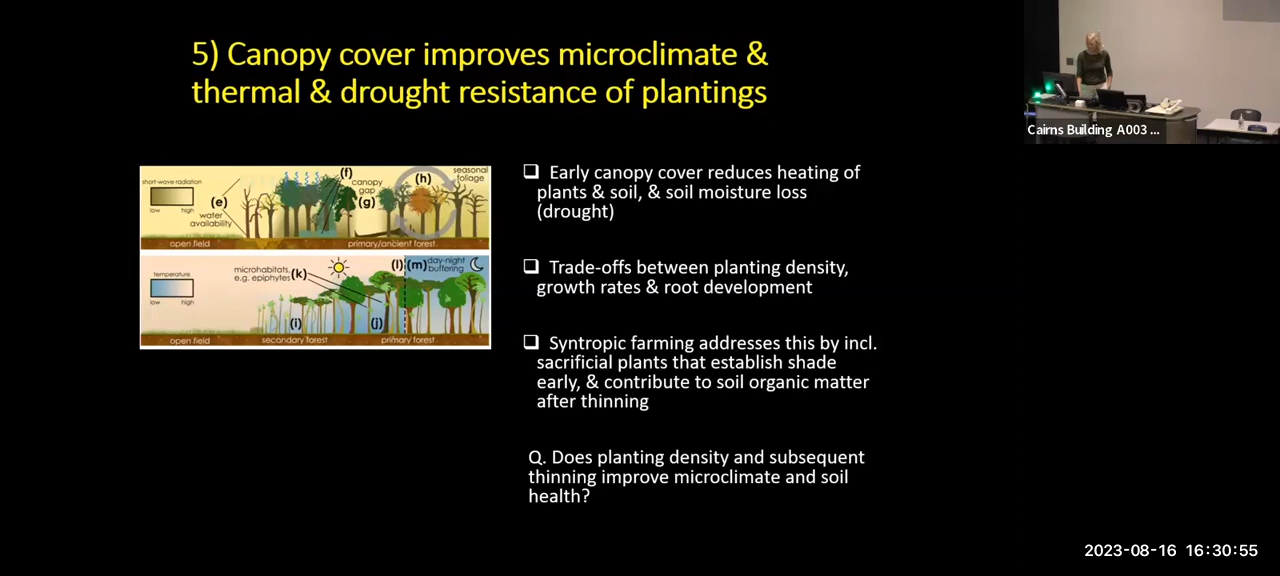 5) Canopy cover improves microclimate &
thermal & drought resistance of plantings
Cairns Building A003 ...
short-wave radiation
low high
(e)
water
availability
(f)
canopy
gap
(g)
(h)
seasonal
foliage
open field
primary/ancient forest
temperature
low high
microhabitats,
e.g. epiphytes (k)
(l) (m) day-night
buffering
(i)
(j)
open field
secondary forest
primary forest
❑ Early canopy cover reduces heating of
plants & soil, & soil moisture loss
(drought)
❑ Trade-offs between planting density,
growth rates & root development
❑ Syntropic farming addresses this by incl.
sacrificial plants that establish shade
early, & contribute to soil organic matter
after thinning
Q. Does planting density and subsequent
thinning improve microclimate and soil
health?
2023-08-16 16:30:55